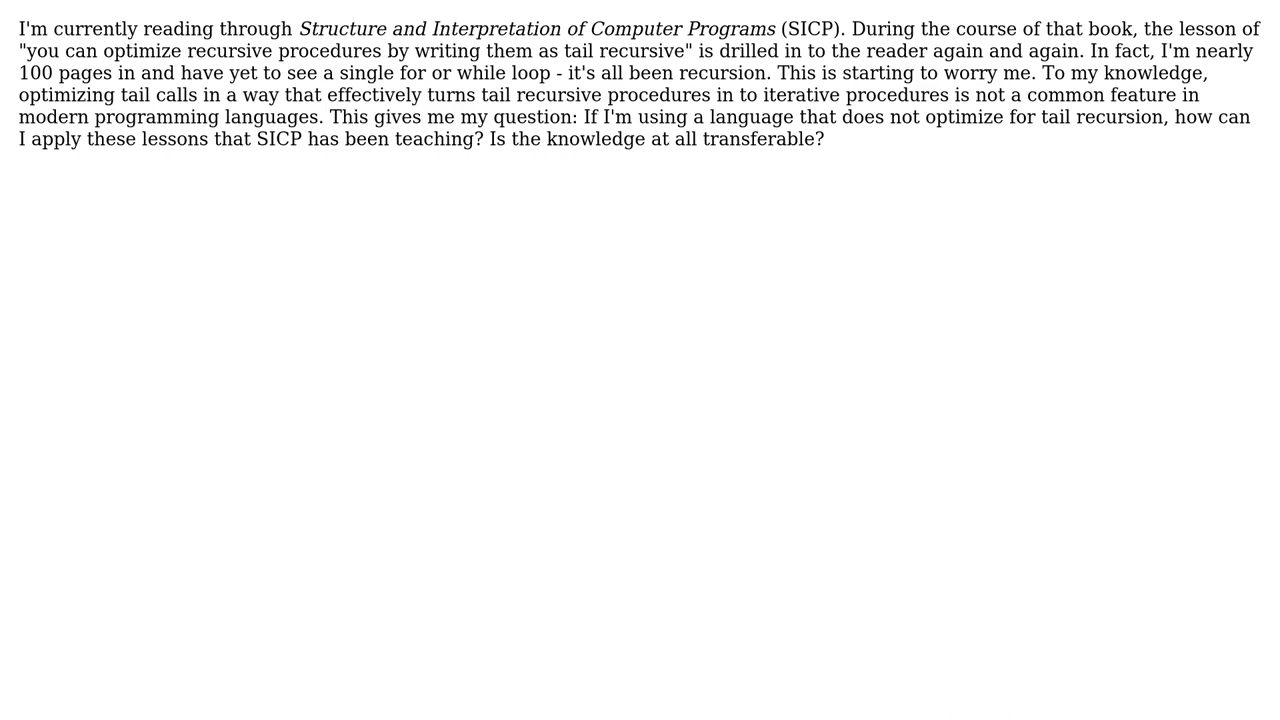 I'm currently reading through Structure and Interpretation of Computer Programs (SICP). During the course of that book, the lesson of
"you can optimize recursive procedures by writing them as tail recursive" is drilled in to the reader again and again. In fact, I'm nearly
100 pages in and have yet to see a single for or while loop - it's all been recursion. This is starting to worry me. To my knowledge,
optimizing tail calls in a way that effectively turns tail recursive procedures in to iterative procedures is not a common feature in
modern programming languages. This gives me my question: If I'm using a language that does not optimize for tail recursion, how can
I apply these lessons that SICP has been teaching? Is the knowledge at all transferable?